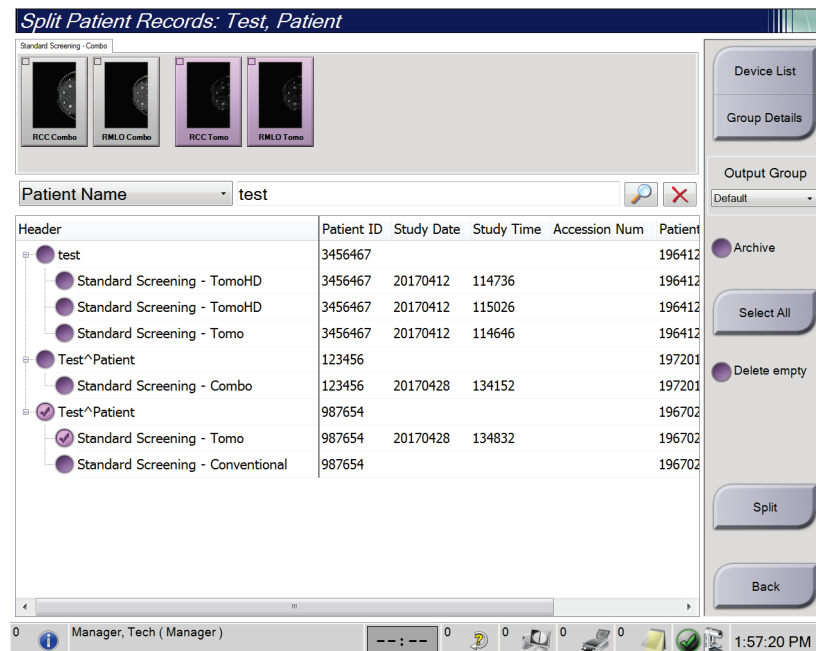 Split Patient Records: Test, Patient
Standard Screening - Combo
RCC Combo RMLO Combo RCC Tomo RMLO Tomo
Device List
Group Details
Output Group
Default
Patient Name test
Header Patient ID Study Date Study Time Accession Num Patient
test 3456467 196412
Standard Screening - TomoHD 3456467 20170412 114736 196412
Standard Screening - TomoHD 3456467 20170412 115026 196412
Standard Screening - Tomo 3456467 20170412 114646 196412
Test^Patient 123456 197201
Standard Screening - Combo 123456 20170428 134152 197201
Test^Patient 987654 196702
Standard Screening - Tomo 987654 20170428 134832 196702
Standard Screening - Conventional 987654 196702
Archive
Select All
Delete empty
Split
Back
0 Manager, Tech ( Manager ) --:-- 0 0 0 0 1:57:20 PM